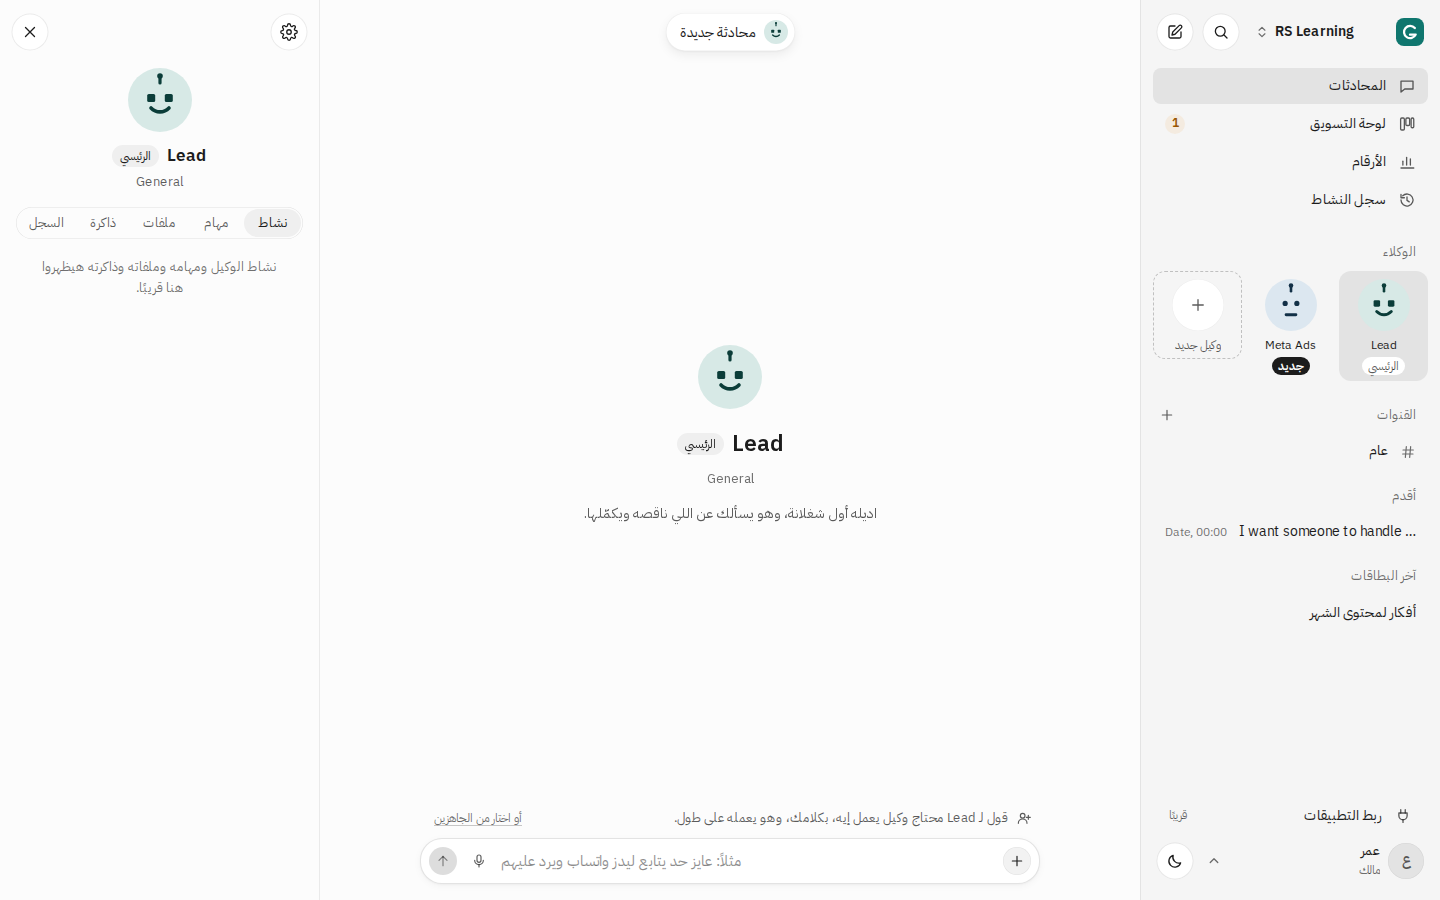 RS Learning
المحادثات
لوحة التسويق
1
الأرقام
سجل النشاط
الوكلاء
Lead
الرئيسي
Meta Ads
جديد
وكيل جديد
القنوات
عام
أقدم
I want someone to handle ...
Date, 00:00
آخر البطاقات
أفكار لمحتوى الشهر
ربط التطبيقات
قريبًا
ع
عمر
مالك
محادثة جديدة
Lead الرئيسي
General
اديله أول شغلانة، وهو يسألك عن اللي ناقصه ويكمّلها.
قول لـ Lead محتاج وكيل يعمل إيه، بكلامك، وهو يعمله على طول.
أو اختار من الجاهزين
مثلاً: عايز حد يتابع ليدز واتساب ويرد عليهم
Lead الرئيسي
General
نشاط
مهام
ملفات
ذاكرة
السجل
نشاط الوكيل ومهامه وملفاته وذاكرته هيظهروا
هنا قريبًا.